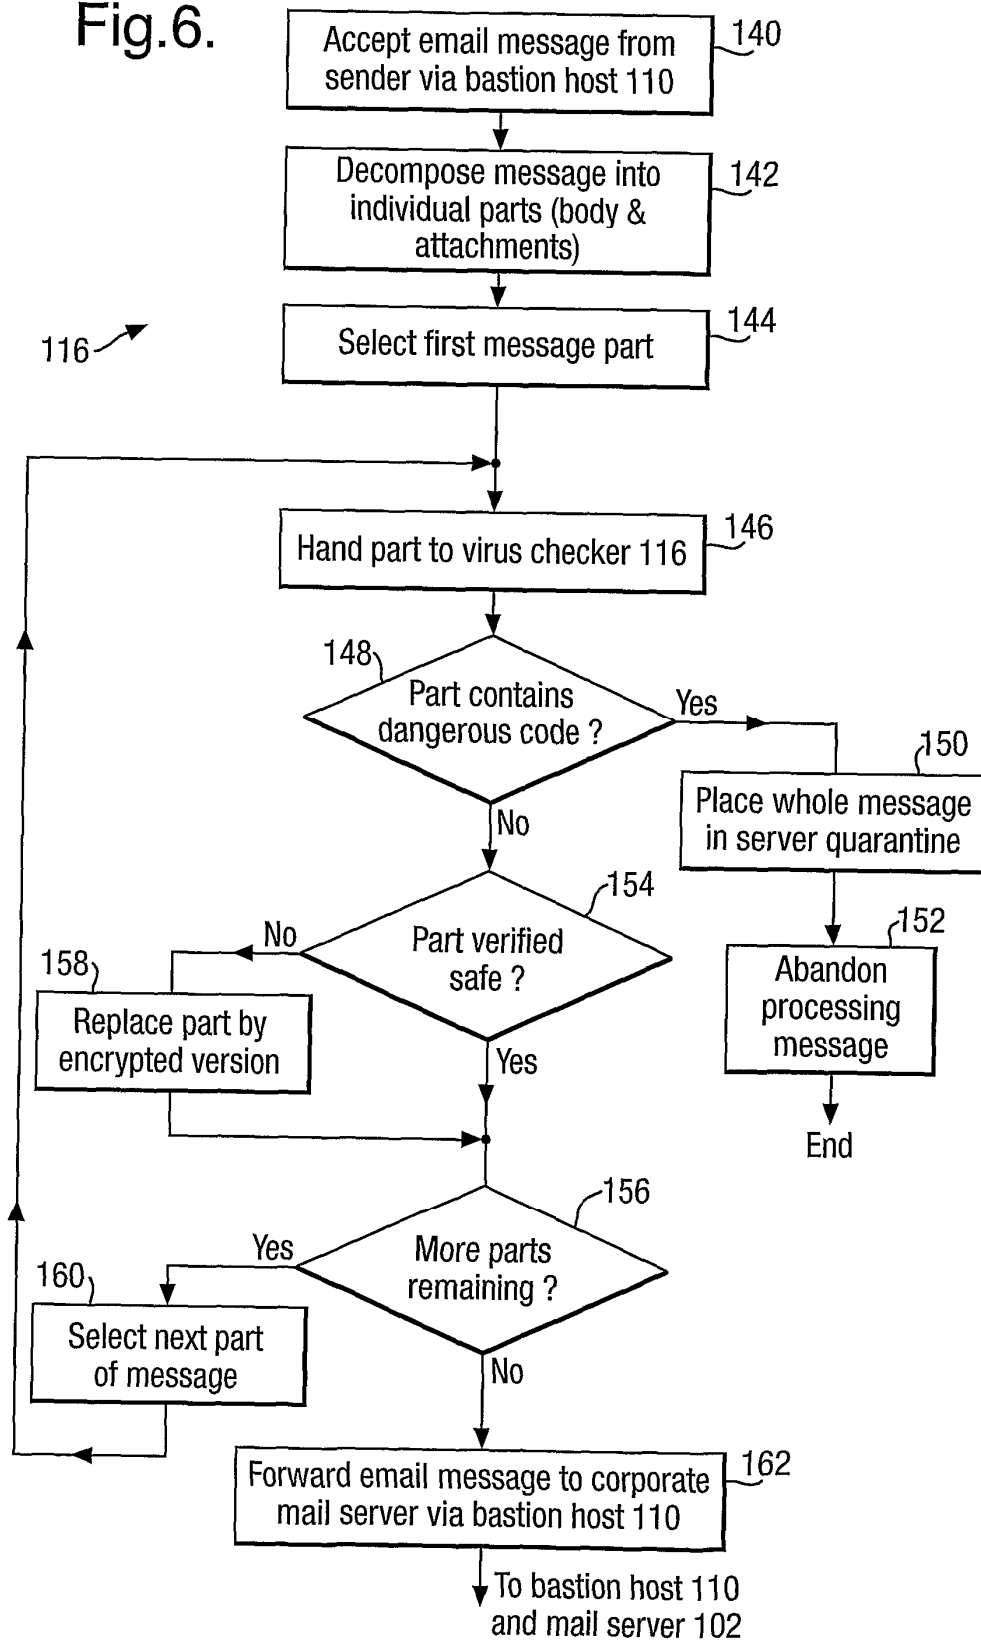 Fig.6.
Accept email message from
sender via bastion host 110
140
Decompose message into
individual parts (body &
attachments)
142
Select first message part
144
116
Hand part to virus checker 116
146
148
Part contains
dangerous code ?
Yes
No
150
Place whole message
in server quarantine
152
Abandon
processing
message
End
154
Part verified
safe ?
No
Yes
158
Replace part by
encrypted version
156
More parts
remaining ?
Yes
No
160
Select next part
of message
Forward email message to corporate
mail server via bastion host 110
162
To bastion host 110
and mail server 102